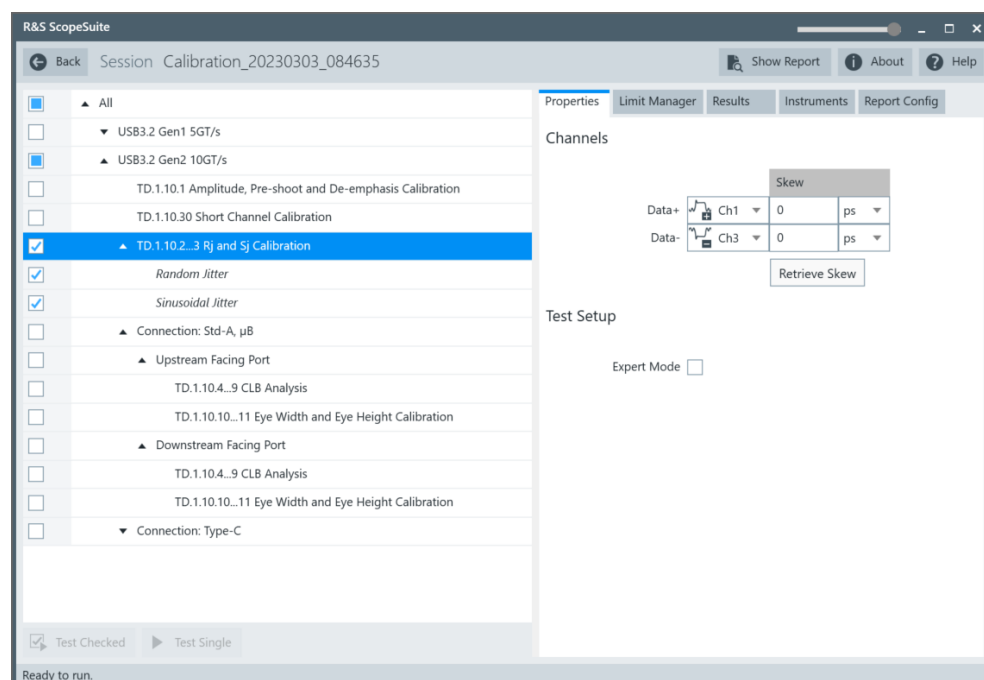 R&S ScopeSuite
Back Session Calibration_20230303_084635 Show Report About Help
All
USB3.2 Gen1 5GT/s
USB3.2 Gen2 10GT/s
TD.1.10.1 Amplitude, Pre-shoot and De-emphasis Calibration
TD.1.10.30 Short Channel Calibration
TD.1.10.2...3 Rj and Sj Calibration
Random Jitter
Sinusoidal Jitter
Connection: Std-A, µB
Upstream Facing Port
TD.1.10.4...9 CLB Analysis
TD.1.10.10...11 Eye Width and Eye Height Calibration
Downstream Facing Port
TD.1.10.4...9 CLB Analysis
TD.1.10.10...11 Eye Width and Eye Height Calibration
Connection: Type-C
Test Checked Test Single
Ready to run.
Properties Limit Manager Results Instruments Report Config
Channels
Skew
Data+ Ch1 0 ps
Data- Ch3 0 ps
Retrieve Skew
Test Setup
Expert Mode